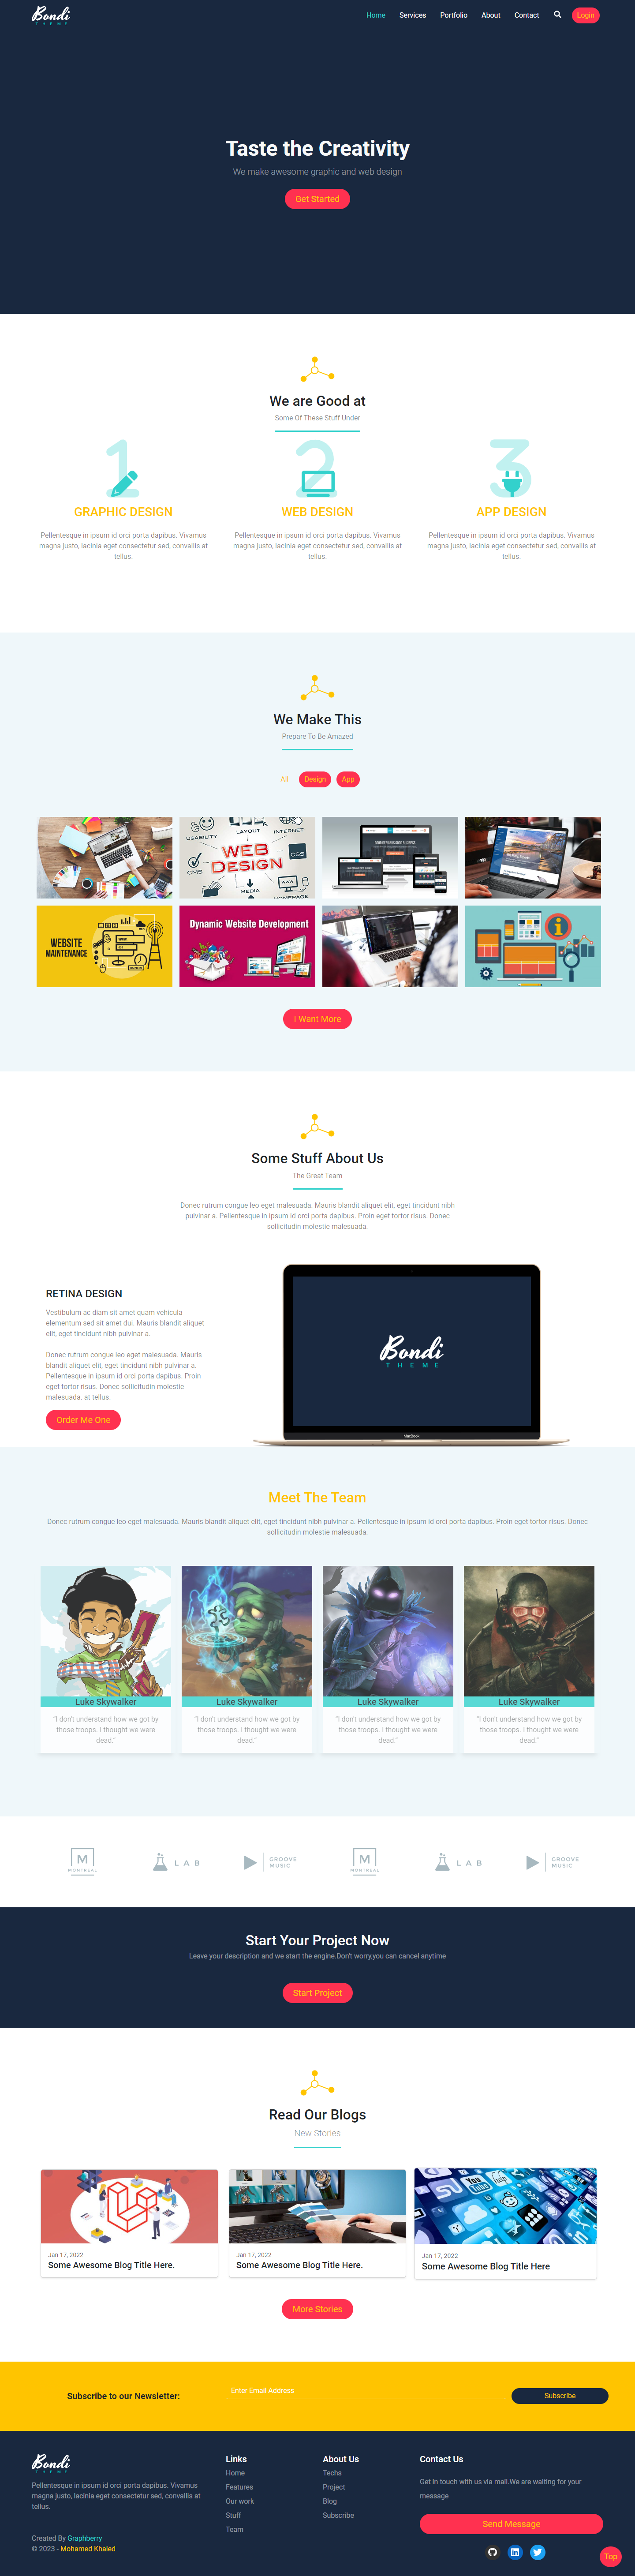 Bondi
THEME
Home Services Portfolio About Contact Login
Taste the Creativity
We make awesome graphic and web design
Get Started
We are Good at
Some Of These Stuff Under
1
2
3
GRAPHIC DESIGN
Pellentesque in ipsum id orci porta dapibus. Vivamus
magna justo, lacinia eget consectetur sed, convallis at
tellus.
WEB DESIGN
Pellentesque in ipsum id orci porta dapibus. Vivamus
magna justo, lacinia eget consectetur sed, convallis at
tellus.
APP DESIGN
Pellentesque in ipsum id orci porta dapibus. Vivamus
magna justo, lacinia eget consectetur sed, convallis at
tellus.
We Make This
Prepare To Be Amazed
All Design App
USABILITY
LAYOUT
INTERNET
WEB
DESIGN
CSS
CMS
MEDIA
HOMEPAGE
WEBSITE
MAINTENANCE
Dynamic Website Development
I Want More
Some Stuff About Us
The Great Team
Donec rutrum congue leo eget malesuada. Mauris blandit aliquet elit, eget tincidunt nibh
pulvinar a. Pellentesque in ipsum id orci porta dapibus. Proin eget tortor risus. Donec
sollicitudin molestie malesuada.
RETINA DESIGN
Vestibulum ac diam sit amet quam vehicula
elementum sed sit amet dui. Mauris blandit aliquet
elit, eget tincidunt nibh pulvinar a.
Donec rutrum congue leo eget malesuada. Mauris
blandit aliquet elit, eget tincidunt nibh pulvinar a.
Pellentesque in ipsum id orci porta dapibus. Proin
eget tortor risus. Donec sollicitudin molestie
malesuada. at tellus.
Order Me One
Bondi
THEME
MacBook
Meet The Team
Donec rutrum congue leo eget malesuada. Mauris blandit aliquet elit, eget tincidunt nibh pulvinar a. Pellentesque in ipsum id orci porta dapibus. Proin eget tortor risus. Donec
sollicitudin molestie malesuada.
Luke Skywalker
"I don't understand how we got by
those troops. I thought we were
dead."
Luke Skywalker
"I don't understand how we got by
those troops. I thought we were
dead."
Luke Skywalker
"I don't understand how we got by
those troops. I thought we were
dead."
Luke Skywalker
"I don't understand how we got by
those troops. I thought we were
dead."
M
MONTREAL
LAB
GROOVE
MUSIC
M
MONTREAL
LAB
GROOVE
MUSIC
Start Your Project Now
Leave your description and we start the engine.Don't worry,you can cancel anytime
Start Project
Read Our Blogs
New Stories
Jan 17, 2022
Some Awesome Blog Title Here.
Jan 17, 2022
Some Awesome Blog Title Here.
You Tube
Jan 17, 2022
Some Awesome Blog Title Here
More Stories
Subscribe to our Newsletter:
Enter Email Address
Subscribe
Bondi
THEME
Pellentesque in ipsum id orci porta dapibus. Vivamus
magna justo, lacinia eget consectetur sed, convallis at
tellus.
Created By Graphberry
© 2023 - Mohamed Khaled
Links
Home
Features
Our work
Stuff
Team
About Us
Techs
Project
Blog
Subscribe
Contact Us
Get in touch with us via mail.We are waiting for your
message
Send Message
Top